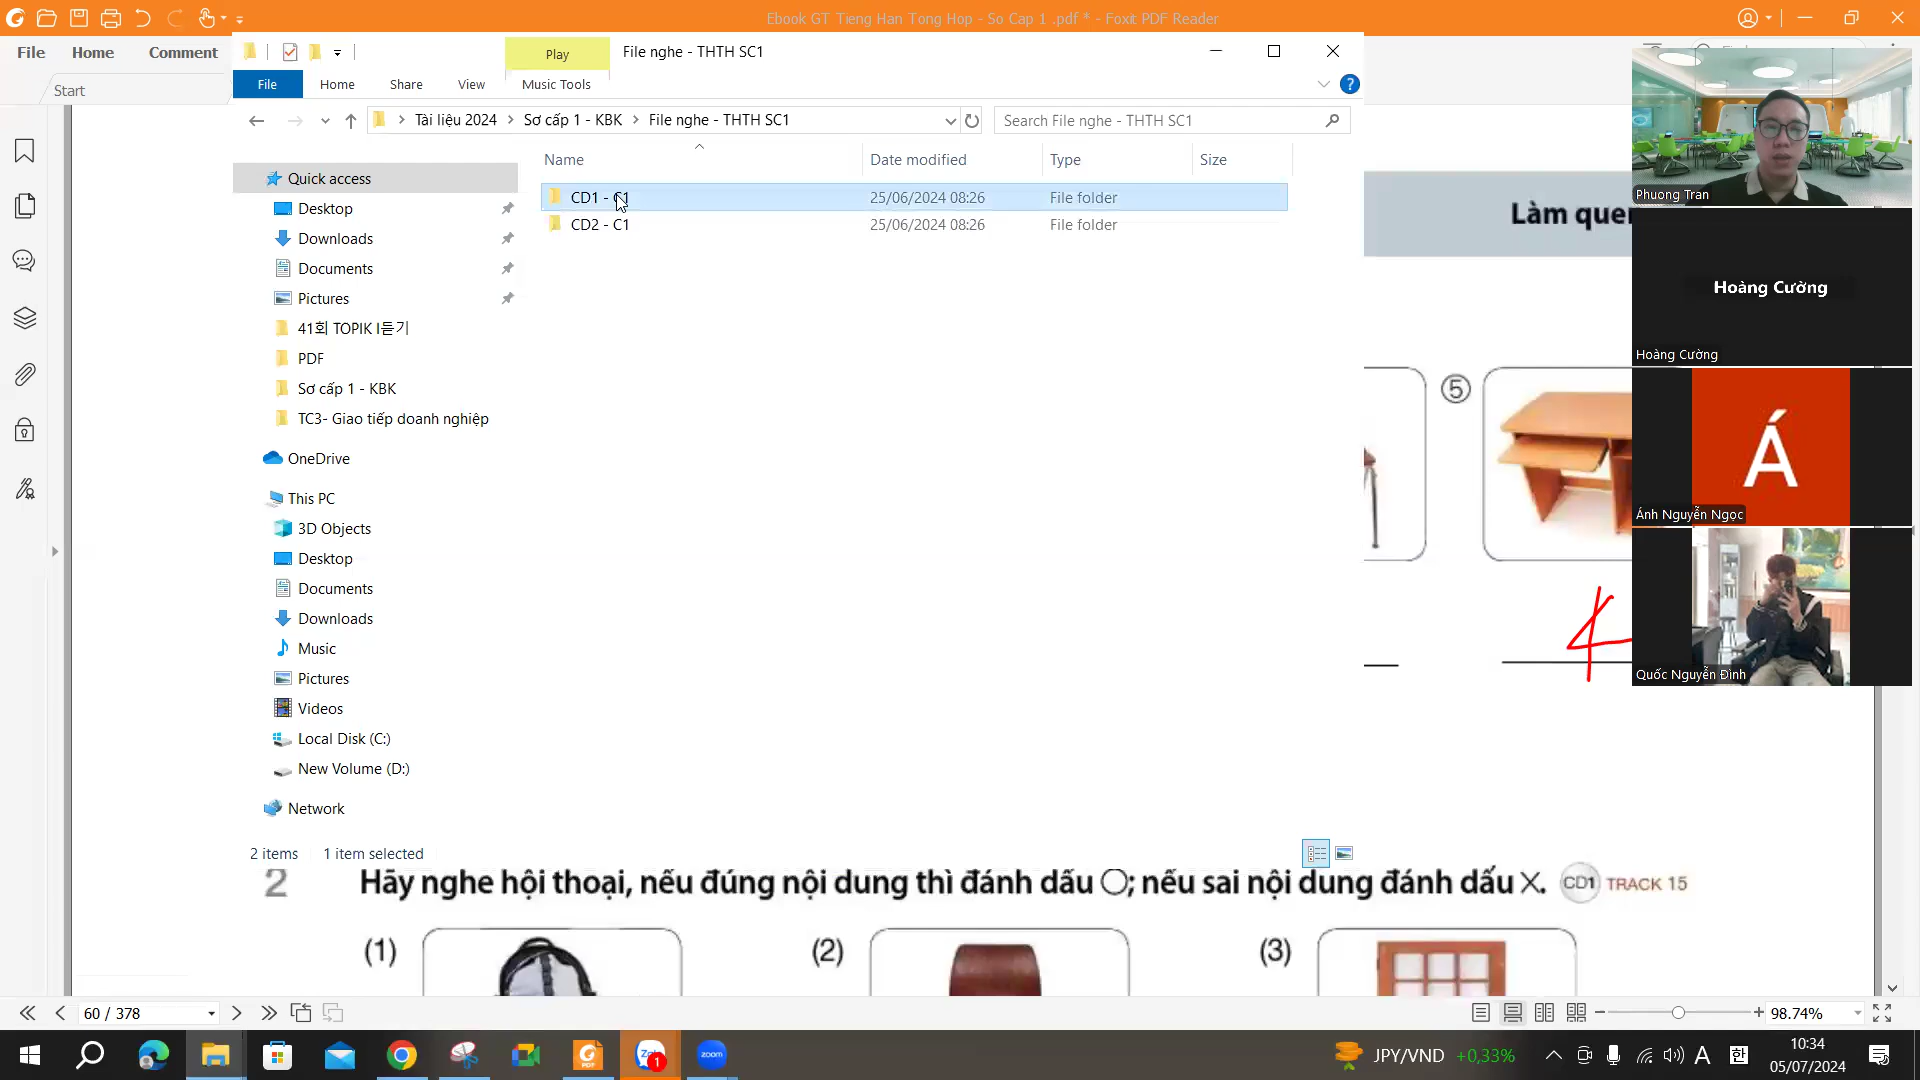 Ebook GT Tieng Han Tong Hop - So Cap 1 .pdf * - Foxit PDF Reader
File Home Comment
Start
Play
File nghe - THTH SC1
File Home Share View Music Tools
Tài liệu 2024 Sơ cấp 1 - KBK File nghe - THTH SC1
Search File nghe - THTH SC1
Name Date modified Type Size
CD1 - C1 25/06/2024 08:26 File folder
CD2 - C1 25/06/2024 08:26 File folder
Quick access
Desktop
Downloads
Documents
Pictures
41회 TOPIK I듣기
PDF
Sơ cấp 1 - KBK
TC3- Giao tiếp doanh nghiệp
OneDrive
This PC
3D Objects
Desktop
Documents
Downloads
Music
Pictures
Videos
Local Disk (C:)
New Volume (D:)
Network
2 items 1 item selected
Làm quen
⑤
4
Phuong Tran
Hoàng Cường
Hoàng Cường
Á
Ánh Nguyễn Ngọc
Quốc Nguyễn Đình
2 Hãy nghe hội thoại, nếu đúng nội dung thì đánh dấu ○; nếu sai nội dung đánh dấu X. CD1 TRACK 15
(1) (2) (3)
60 / 378
98.74%
zoom
JPY/VND +0,33%
A 한
10:34
05/07/2024